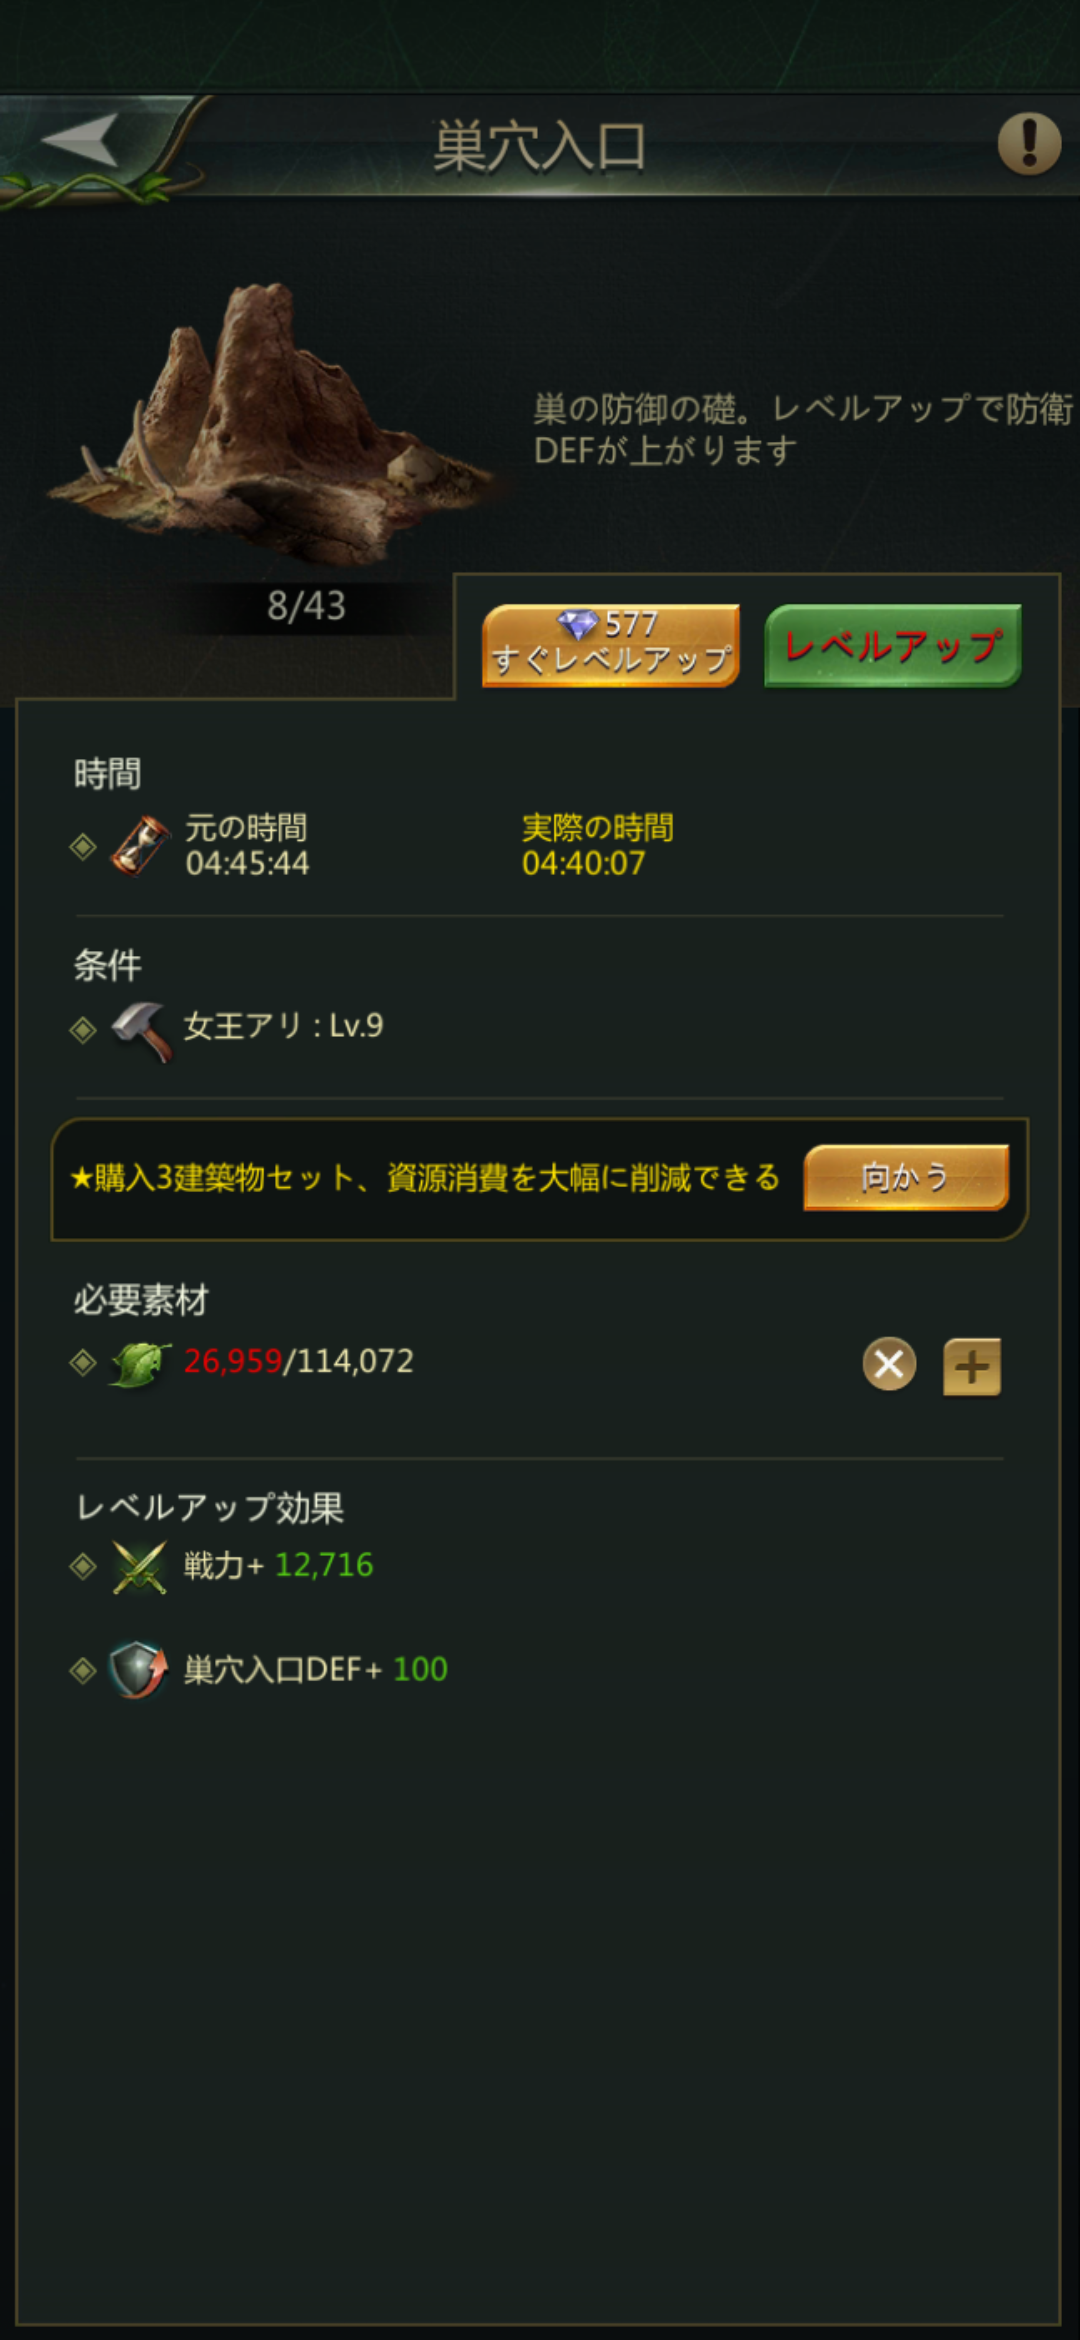 巣穴入口
巣の防御の礎。レベルアップで防衛
DEFが上がります
8/43
577
すぐレベルアップ
レベルアップ
時間
元の時間
04:45:44
実際の時間
04:40:07
条件
女王アリ : Lv.9
★購入3建築物セット、資源消費を大幅に削減できる
向かう
必要素材
26,959/114,072
レベルアップ効果
戦力+ 12,716
巣穴入口DEF+ 100